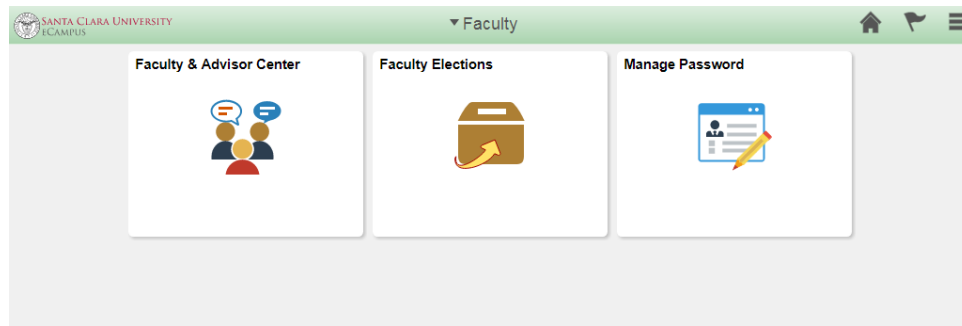 SANTA CLARA UNIVERSITY
ECAMPUS
Faculty
Faculty & Advisor Center
Faculty Elections
Manage Password